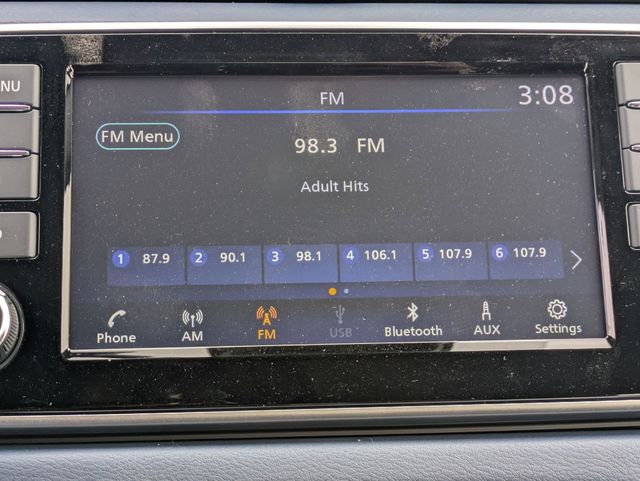 NU
FM
3:08
FM Menu
98.3 FM
Adult Hits
1 87.9 2 90.1 3 98.1 4 106.1 5 107.9 6 107.9
Phone AM FM USB Bluetooth AUX Settings